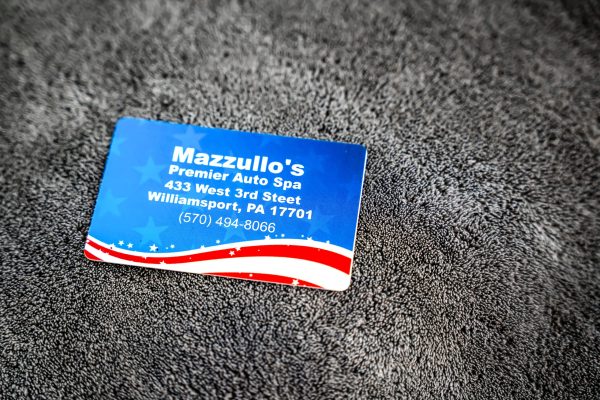 Mazzullo's
Premier Auto Spa
433 West 3rd Steet
Williamsport, PA 17701
(570) 494-8066